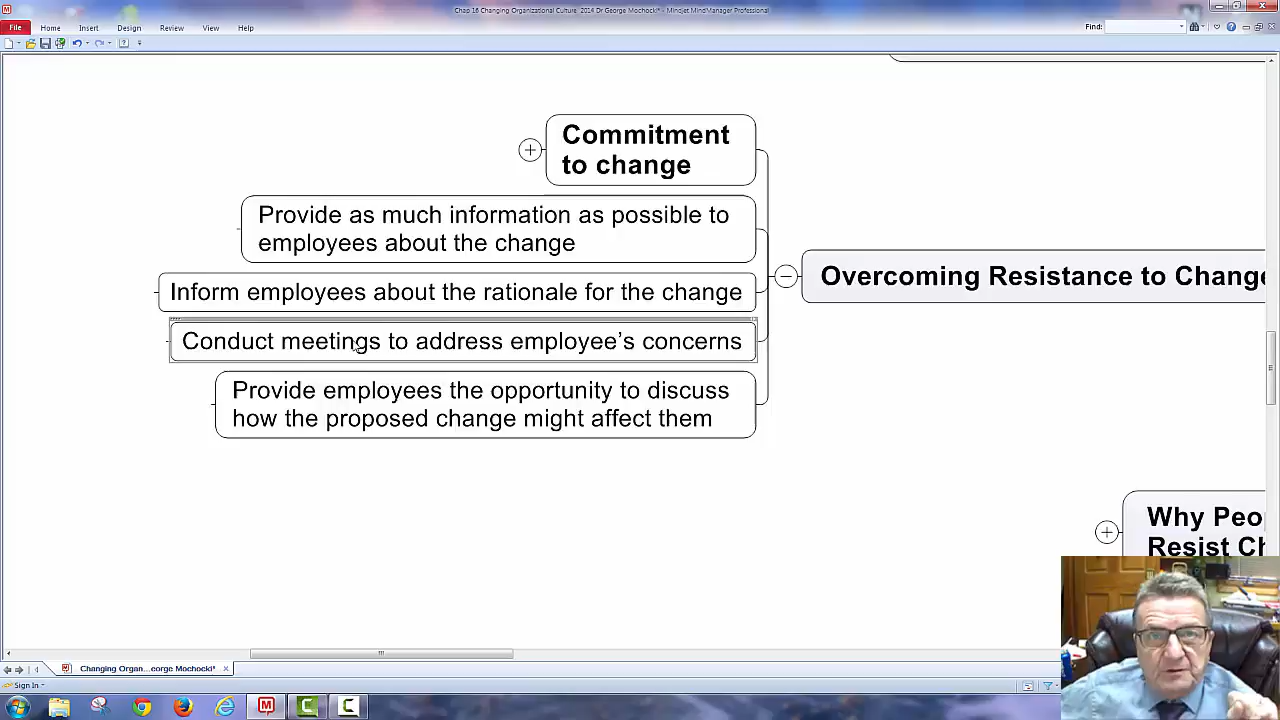 Chap 16 Changing Organizational Culture 2014 Dr George Mochocki* - Mindjet MindManager Professional
File Home Insert Design Review View Help Find:
Commitment
to change
Provide as much information as possible to
employees about the change
Inform employees about the rationale for the change
Overcoming Resistance to Change
Conduct meetings to address employee’s concerns
Provide employees the opportunity to discuss
how the proposed change might affect them
Why Peo
Resist Ch
Changing Organ...eorge Mochocki*
Sign In